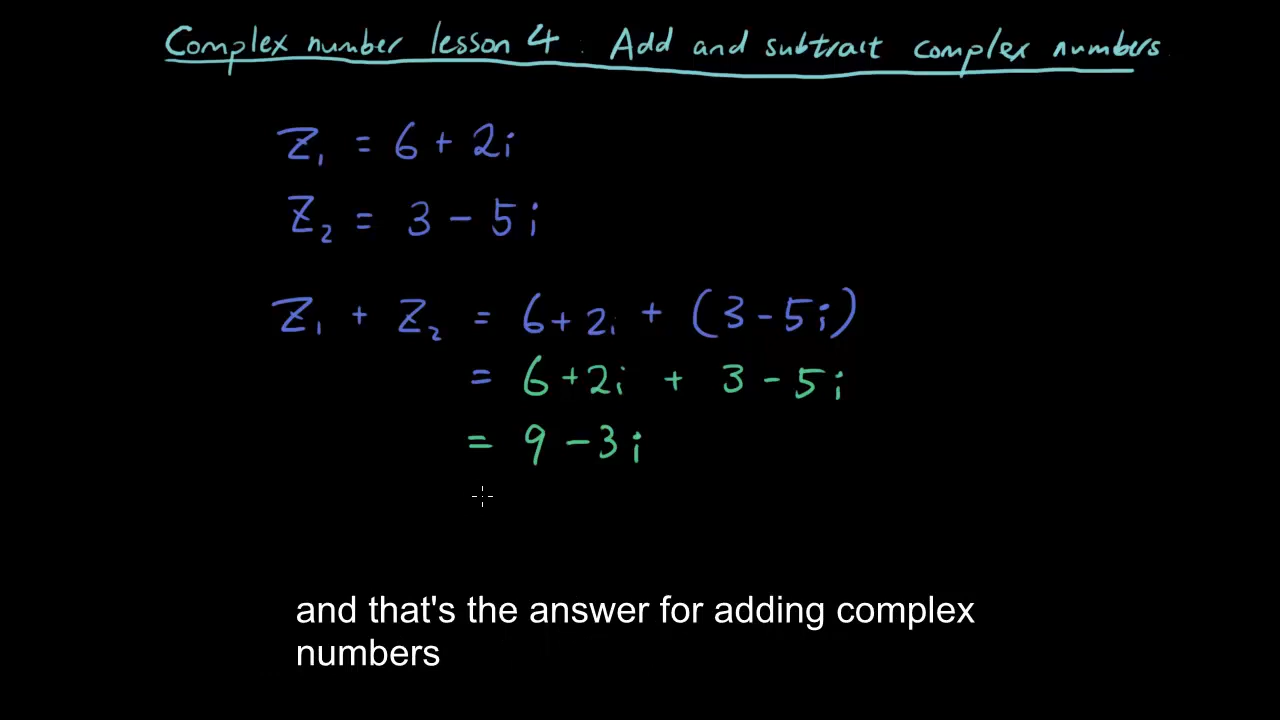 Complex number lesson 4 : Add and subtract complex numbers
Z₁ = 6 + 2i
Z₂ = 3 - 5i
Z₁ + Z₂ = 6 + 2i + (3 - 5i)
= 6 + 2i + 3 - 5i
= 9 - 3i
and that's the answer for adding complex
numbers